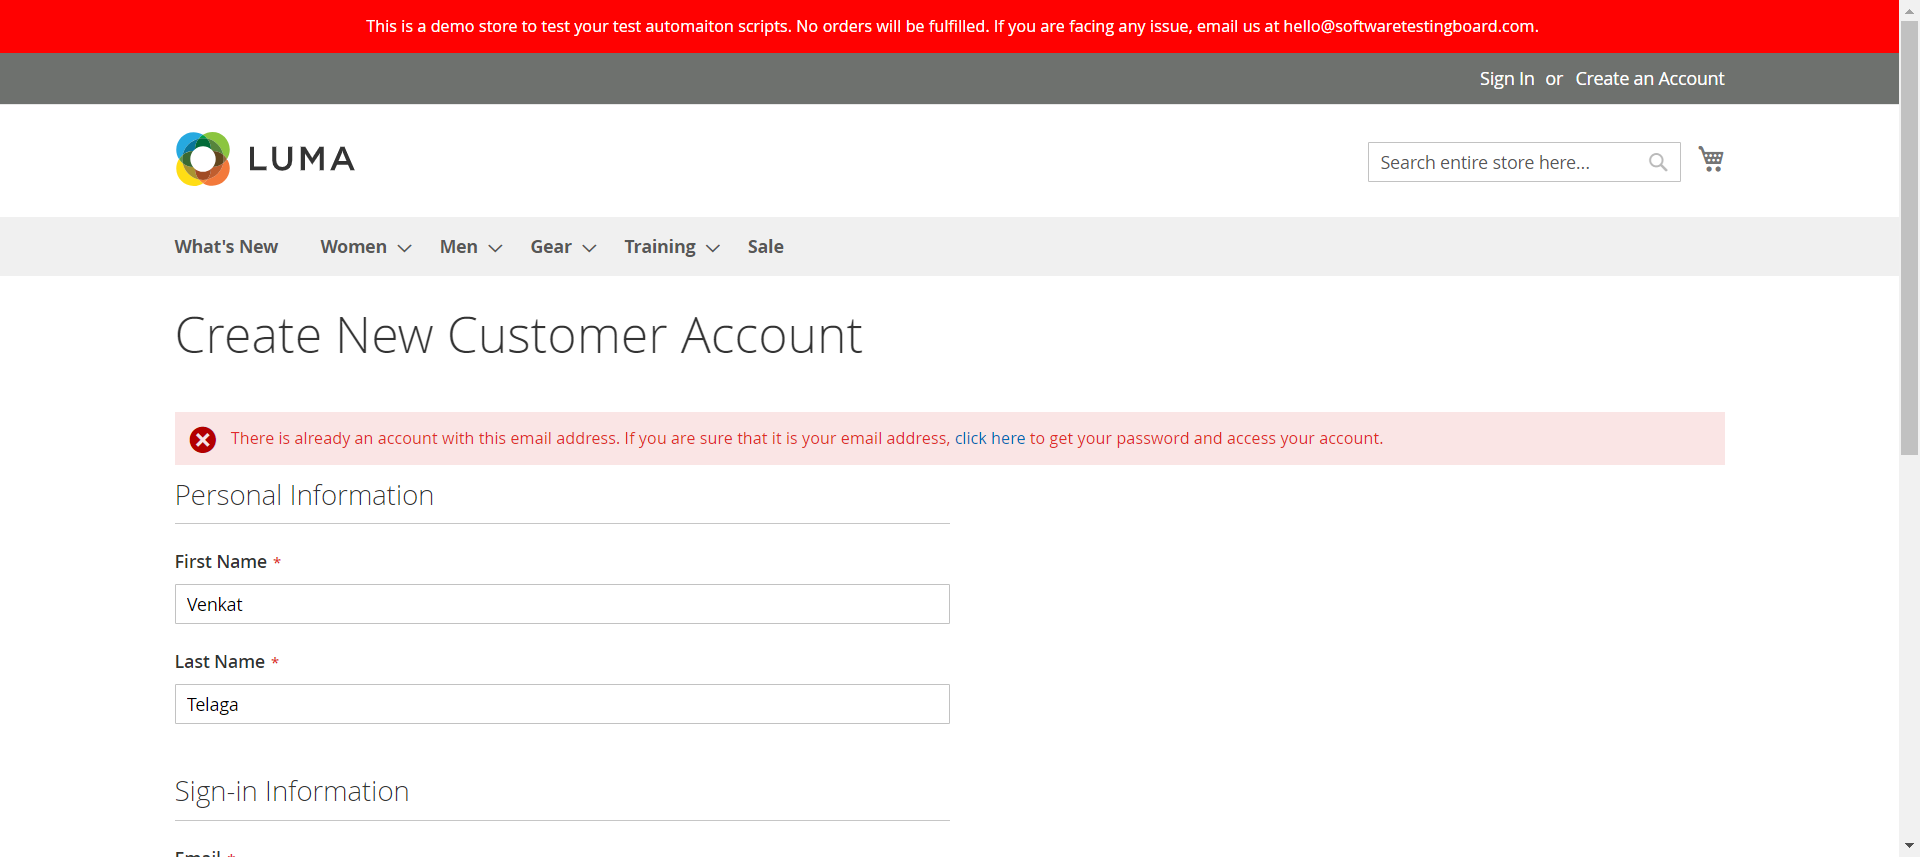 This is a demo store to test your test automaiton scripts. No orders will be fulfilled. If you are facing any issue, email us at hello@softwaretestingboard.com.
Sign In or Create an Account
LUMA
Search entire store here...
What's New Women Men Gear Training Sale
Create New Customer Account
There is already an account with this email address. If you are sure that it is your email address, click here to get your password and access your account.
Personal Information
First Name *
Venkat
Last Name *
Telaga
Sign-in Information
Email *